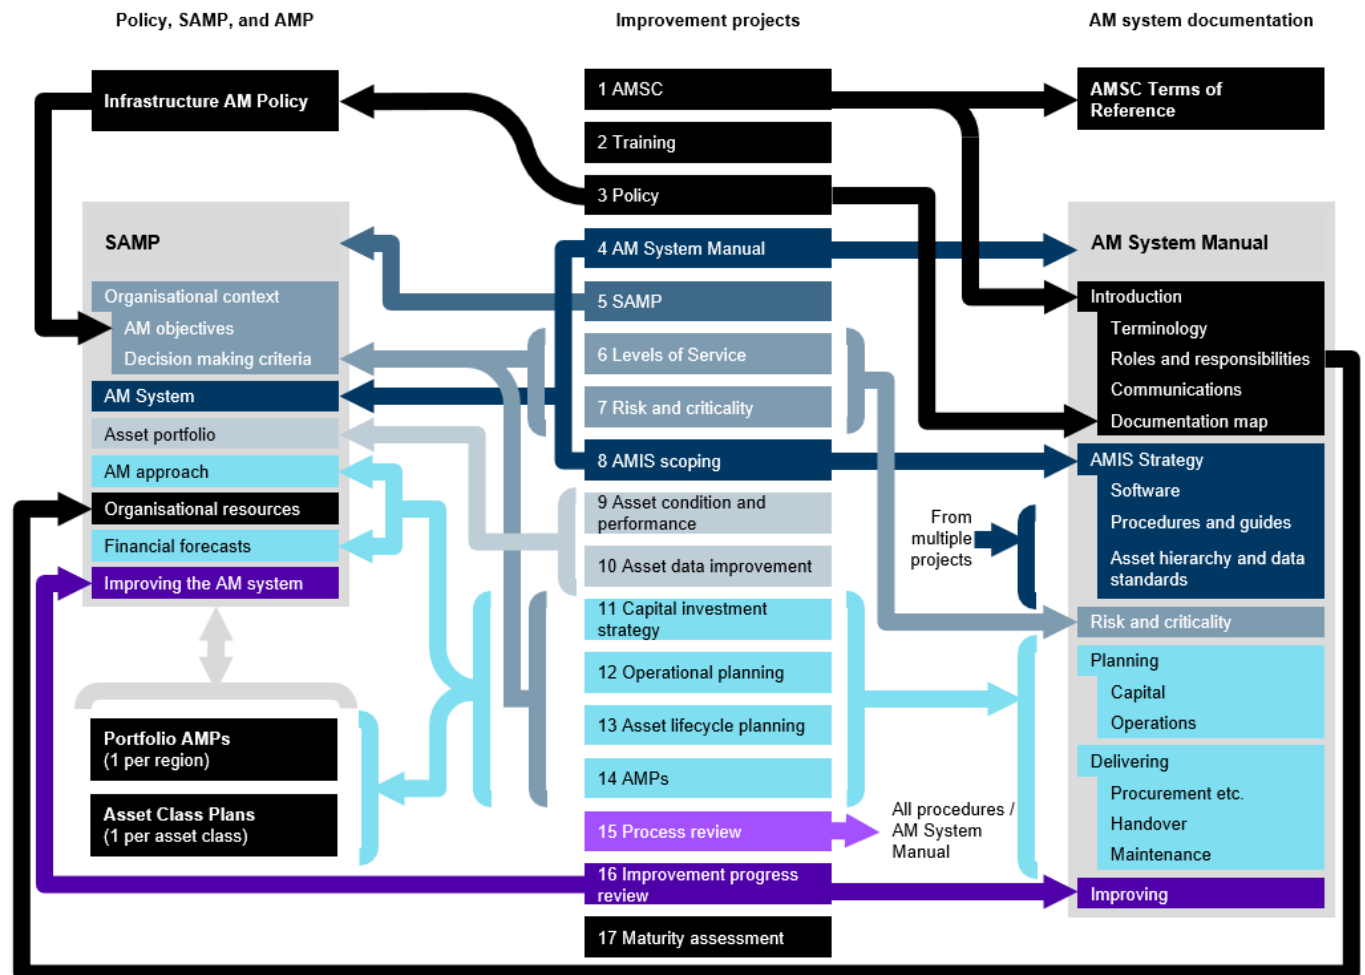 Policy, SAMP, and AMP
Improvement projects
AM system documentation
Infrastructure AM Policy
SAMP
Organisational context
AM objectives
Decision making criteria
AM System
Asset portfolio
AM approach
Organisational resources
Financial forecasts
Improving the AM system
Portfolio AMPs
(1 per region)
Asset Class Plans
(1 per asset class)
1 AMSC
2 Training
3 Policy
4 AM System Manual
5 SAMP
6 Levels of Service
7 Risk and criticality
8 AMIS scoping
9 Asset condition and
performance
10 Asset data improvement
11 Capital investment
strategy
12 Operational planning
13 Asset lifecycle planning
14 AMPs
15 Process review
16 Improvement progress
review
17 Maturity assessment
From
multiple
projects
All procedures /
AM System
Manual
AMSC Terms of
Reference
AM System Manual
Introduction
Terminology
Roles and responsibilities
Communications
Documentation map
AMIS Strategy
Software
Procedures and guides
Asset hierarchy and data
standards
Risk and criticality
Planning
Capital
Operations
Delivering
Procurement etc.
Handover
Maintenance
Improving